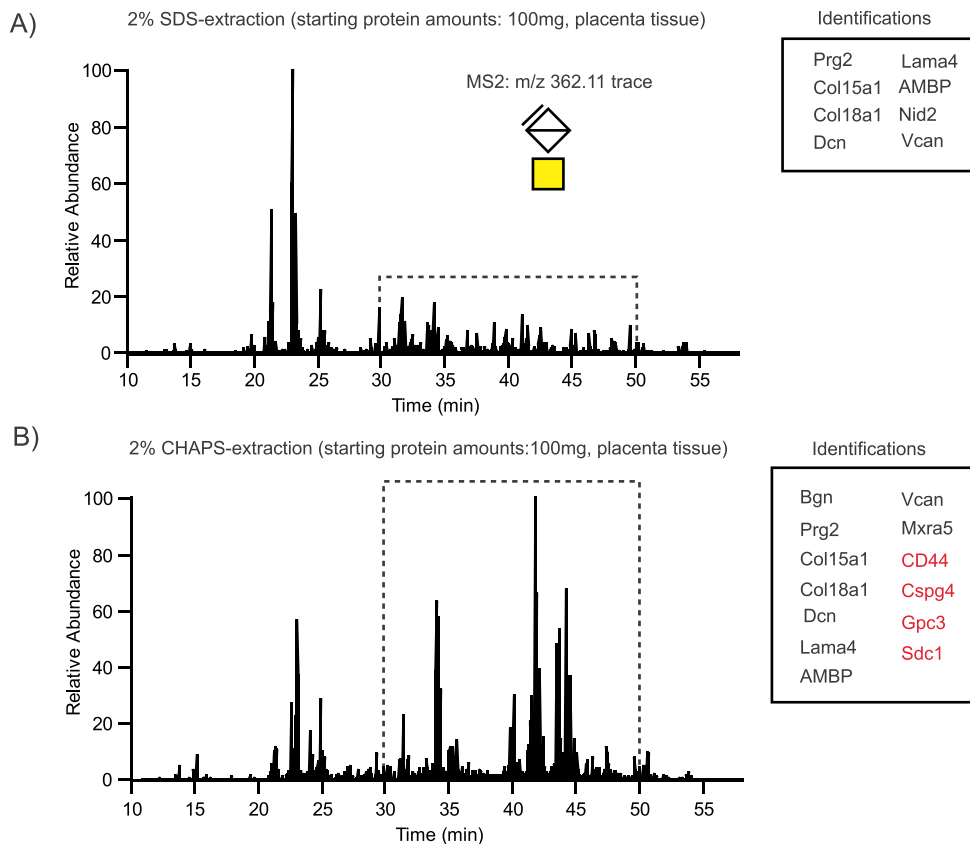 A)
2% SDS-extraction (starting protein amounts: 100mg, placenta tissue)
Identifications
Prg2 Lama4
Col15a1 AMBP
Col18a1 Nid2
Dcn Vcan
MS2: m/z 362.11 trace
Relative Abundance
100
80
60
40
20
0
10 15 20 25 30 35 40 45 50 55
Time (min)
B)
2% CHAPS-extraction (starting protein amounts:100mg, placenta tissue)
Identifications
Bgn Vcan
Prg2 Mxra5
Col15a1 CD44
Col18a1 Cspg4
Dcn Gpc3
Lama4 Sdc1
AMBP
Relative Abundance
100
80
60
40
20
0
10 15 20 25 30 35 40 45 50 55
Time (min)